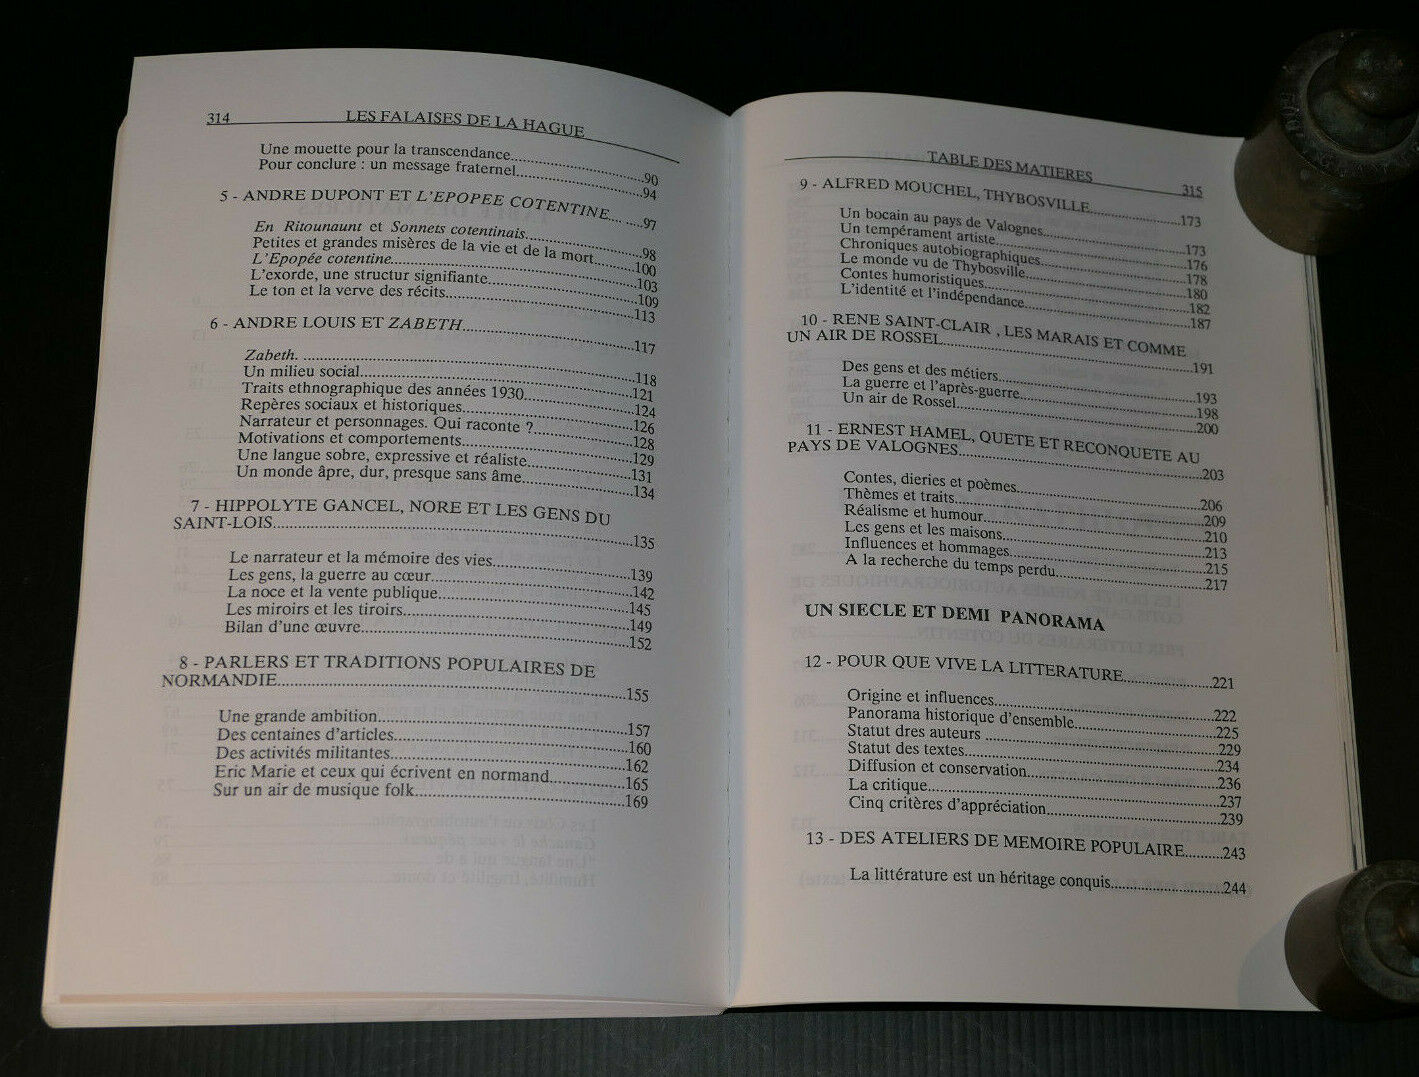 314 LES FALAISES DE LA HAGUE
Une mouette pour la transcendance....................90
Pour conclure : un message fraternel....................94
5 - ANDRE DUPONT ET L'EPOPEE COTENTINE... .....97
En Ritounaunt et Sonnets cotentinais....................98
Petites et grandes misères de la vie et de la mort.......100
L'Epopée cotentine....................103
L'exorde, une structur signifiante....................109
Le ton et la verve des récits....................113
6 - ANDRE LOUIS ET ZABETH....................117
Zabeth. ....................118
Un milieu social....................121
Traits ethnographique des années 1930....................124
Repères sociaux et historiques....................126
Narrateur et personnages. Qui raconte ?....................128
Motivations et comportements....................129
Une langue sobre, expressive et réaliste....................131
Un monde âpre, dur, presque sans âme....................134
7 - HIPPOLYTE GANCEL, NORE ET LES GENS DU
SAINT-LOIS....................135
Le narrateur et la mémoire des vies....................139
Les gens, la guerre au cœur....................142
La noce et la vente publique....................145
Les miroirs et les tiroirs....................149
Bilan d'une œuvre....................152
8 - PARLERS ET TRADITIONS POPULAIRES DE
NORMANDIE....................155
Une grande ambition....................157
Des centaines d'articles....................160
Des activités militantes....................162
Eric Marie et ceux qui écrivent en normand....................165
Sur un air de musique folk....................169
TABLE DES MATIERES 315
9 - ALFRED MOUCHEL, THYBOSVILLE....................173
Un bocain au pays de Valognes....................173
Un tempérament artiste....................176
Chroniques autobiographiques....................178
Le monde vu de Thybosville....................180
Contes humoristiques....................182
L'identité et l'indépendance....................187
10 - RENE SAINT-CLAIR , LES MARAIS ET COMME
UN AIR DE ROSSEL....................191
Des gens et des métiers....................193
La guerre et l'après-guerre....................198
Un air de Rossel....................200
11 - ERNEST HAMEL, QUETE ET RECONQUETE AU
PAYS DE VALOGNES....................203
Contes, dieries et poèmes....................206
Thèmes et traits....................209
Réalisme et humour....................210
Les gens et les maisons....................213
Influences et hommages....................215
A la recherche du temps perdu....................217
UN SIECLE ET DEMI PANORAMA
12 - POUR QUE VIVE LA LITTERATURE....................221
Origine et influences....................222
Panorama historique d'ensemble....................225
Statut dres auteurs ....................229
Statut des textes....................234
Diffusion et conservation....................236
La critique....................237
Cinq critères d'appréciation....................239
13 - DES ATELIERS DE MEMOIRE POPULAIRE.........243
La littérature est un héritage conquis....................244